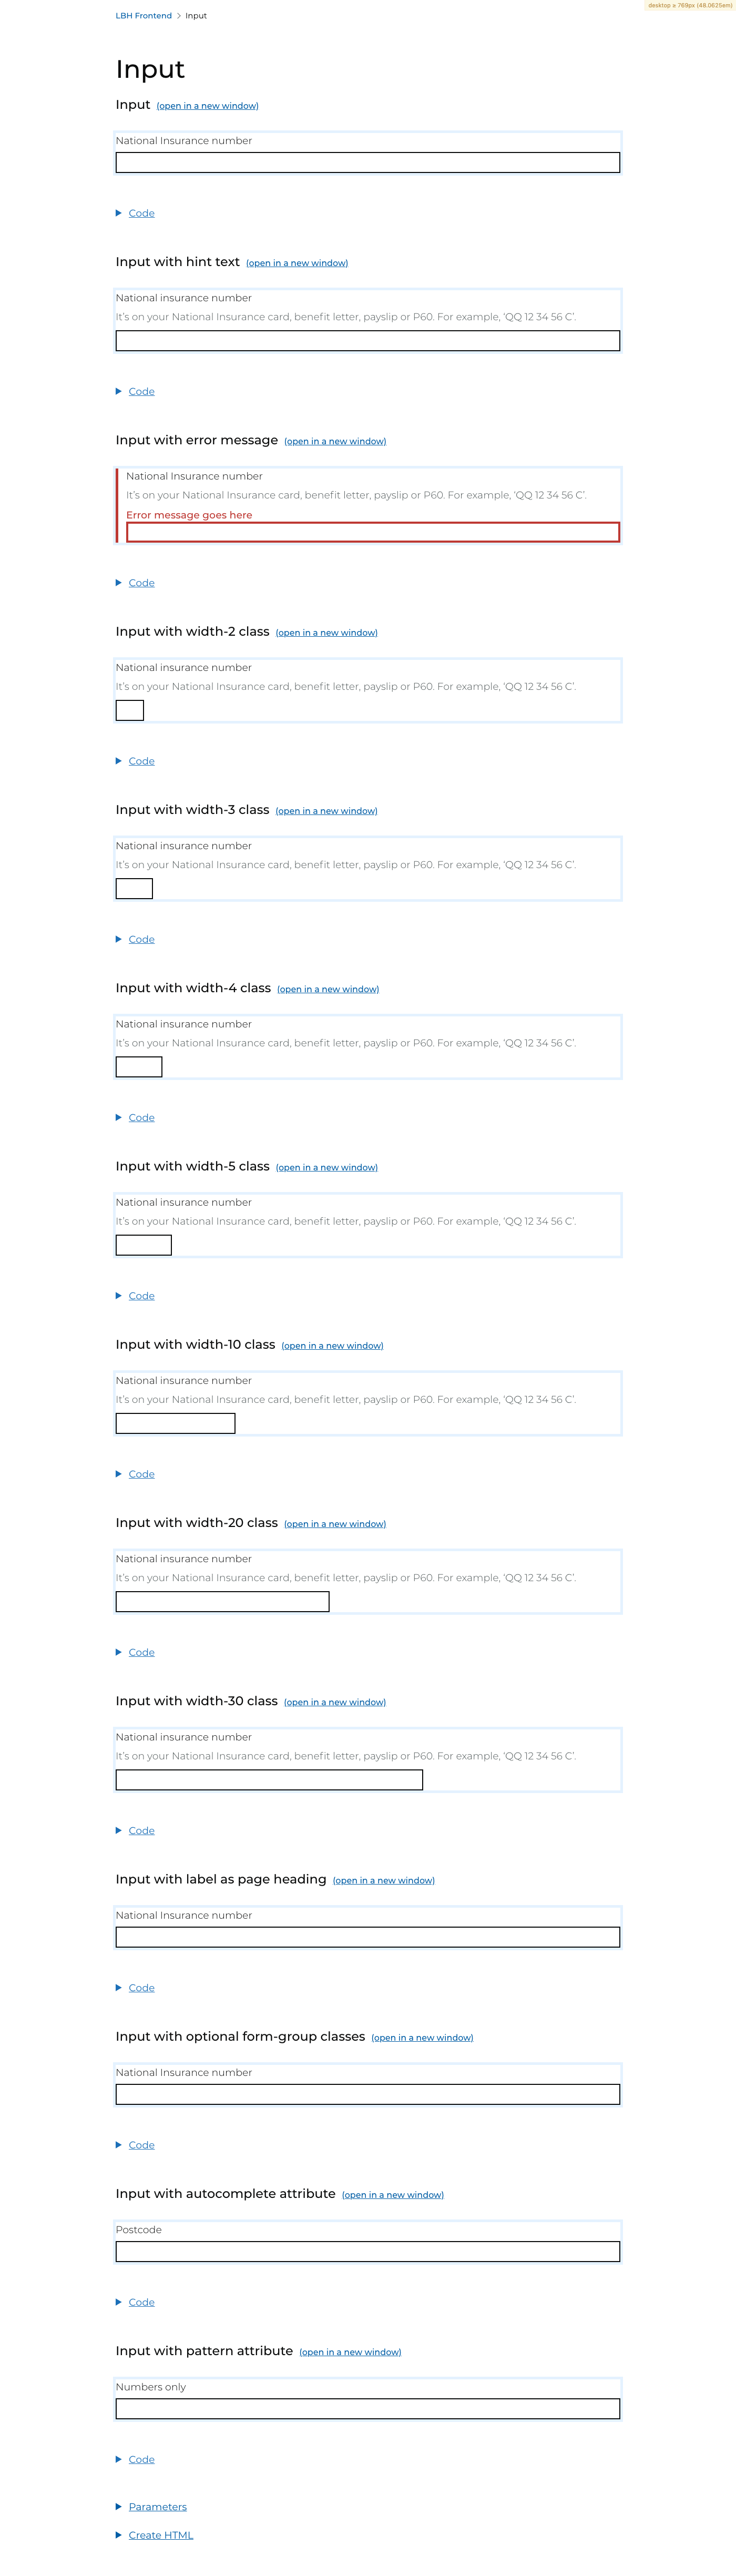 LBH Frontend > Input
desktop ≥ 769px (48.0625em)
Input
Input (open in a new window)
National Insurance number
Code
Input with hint text (open in a new window)
National insurance number
It’s on your National Insurance card, benefit letter, payslip or P60. For example, ‘QQ 12 34 56 C’.
Code
Input with error message (open in a new window)
National Insurance number
It’s on your National Insurance card, benefit letter, payslip or P60. For example, ‘QQ 12 34 56 C’.
Error message goes here
Code
Input with width-2 class (open in a new window)
National insurance number
It’s on your National Insurance card, benefit letter, payslip or P60. For example, ‘QQ 12 34 56 C’.
Code
Input with width-3 class (open in a new window)
National insurance number
It’s on your National Insurance card, benefit letter, payslip or P60. For example, ‘QQ 12 34 56 C’.
Code
Input with width-4 class (open in a new window)
National insurance number
It’s on your National Insurance card, benefit letter, payslip or P60. For example, ‘QQ 12 34 56 C’.
Code
Input with width-5 class (open in a new window)
National insurance number
It’s on your National Insurance card, benefit letter, payslip or P60. For example, ‘QQ 12 34 56 C’.
Code
Input with width-10 class (open in a new window)
National insurance number
It’s on your National Insurance card, benefit letter, payslip or P60. For example, ‘QQ 12 34 56 C’.
Code
Input with width-20 class (open in a new window)
National insurance number
It’s on your National Insurance card, benefit letter, payslip or P60. For example, ‘QQ 12 34 56 C’.
Code
Input with width-30 class (open in a new window)
National insurance number
It’s on your National Insurance card, benefit letter, payslip or P60. For example, ‘QQ 12 34 56 C’.
Code
Input with label as page heading (open in a new window)
National Insurance number
Code
Input with optional form-group classes (open in a new window)
National Insurance number
Code
Input with autocomplete attribute (open in a new window)
Postcode
Code
Input with pattern attribute (open in a new window)
Numbers only
Code
Parameters
Create HTML